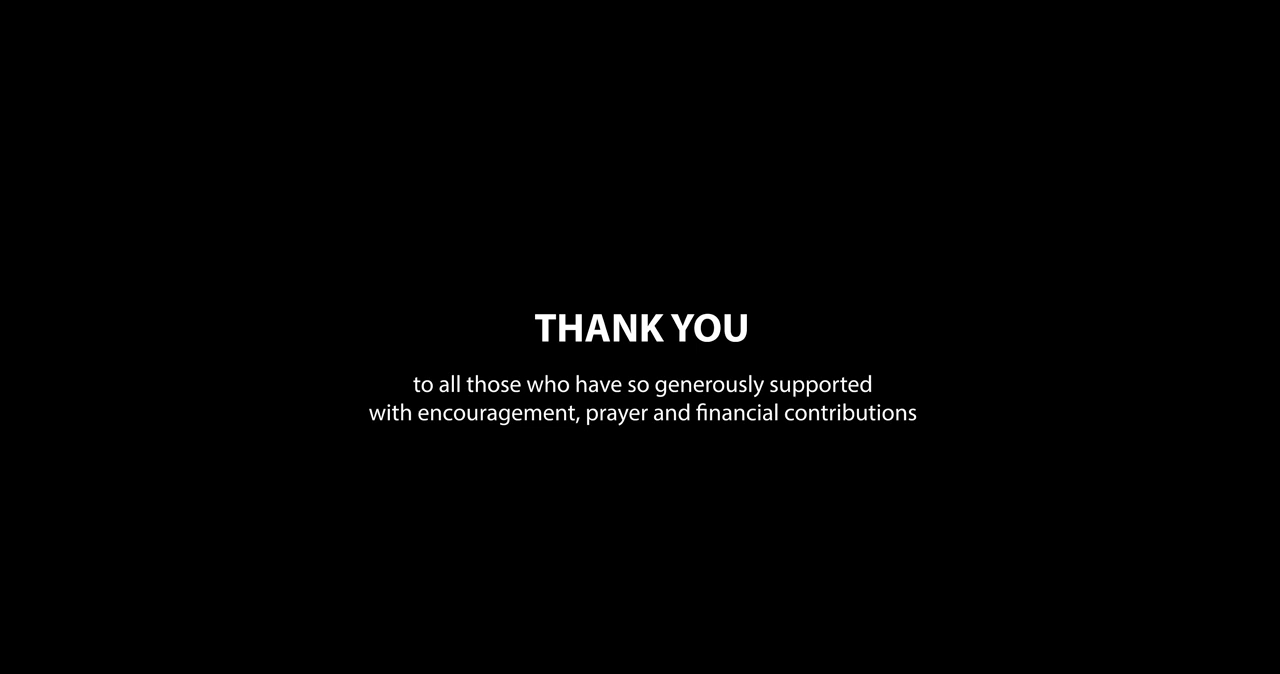 THANK YOU
to all those who have so generously supported
with encouragement, prayer and financial contributions